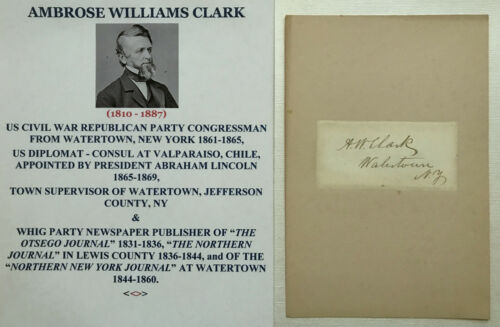 AMBROSE WILLIAMS CLARK
(1810 - 1887)
US CIVIL WAR REPUBLICAN PARTY CONGRESSMAN
FROM WATERTOWN, NEW YORK 1861-1865,
US DIPLOMAT - CONSUL AT VALPARAISO, CHILE,
APPOINTED BY PRESIDENT ABRAHAM LINCOLN
1865-1869,
TOWN SUPERVISOR OF WATERTOWN, JEFFERSON
COUNTY, NY
&
WHIG PARTY NEWSPAPER PUBLISHER OF "THE
OTSEGO JOURNAL" 1831-1836, "THE NORTHERN
JOURNAL" IN LEWIS COUNTY 1836-1844, and OF THE
"NORTHERN NEW YORK JOURNAL" AT WATERTOWN
1844-1860.
<<>>
A.W. Clark
Watertown
N.Y.